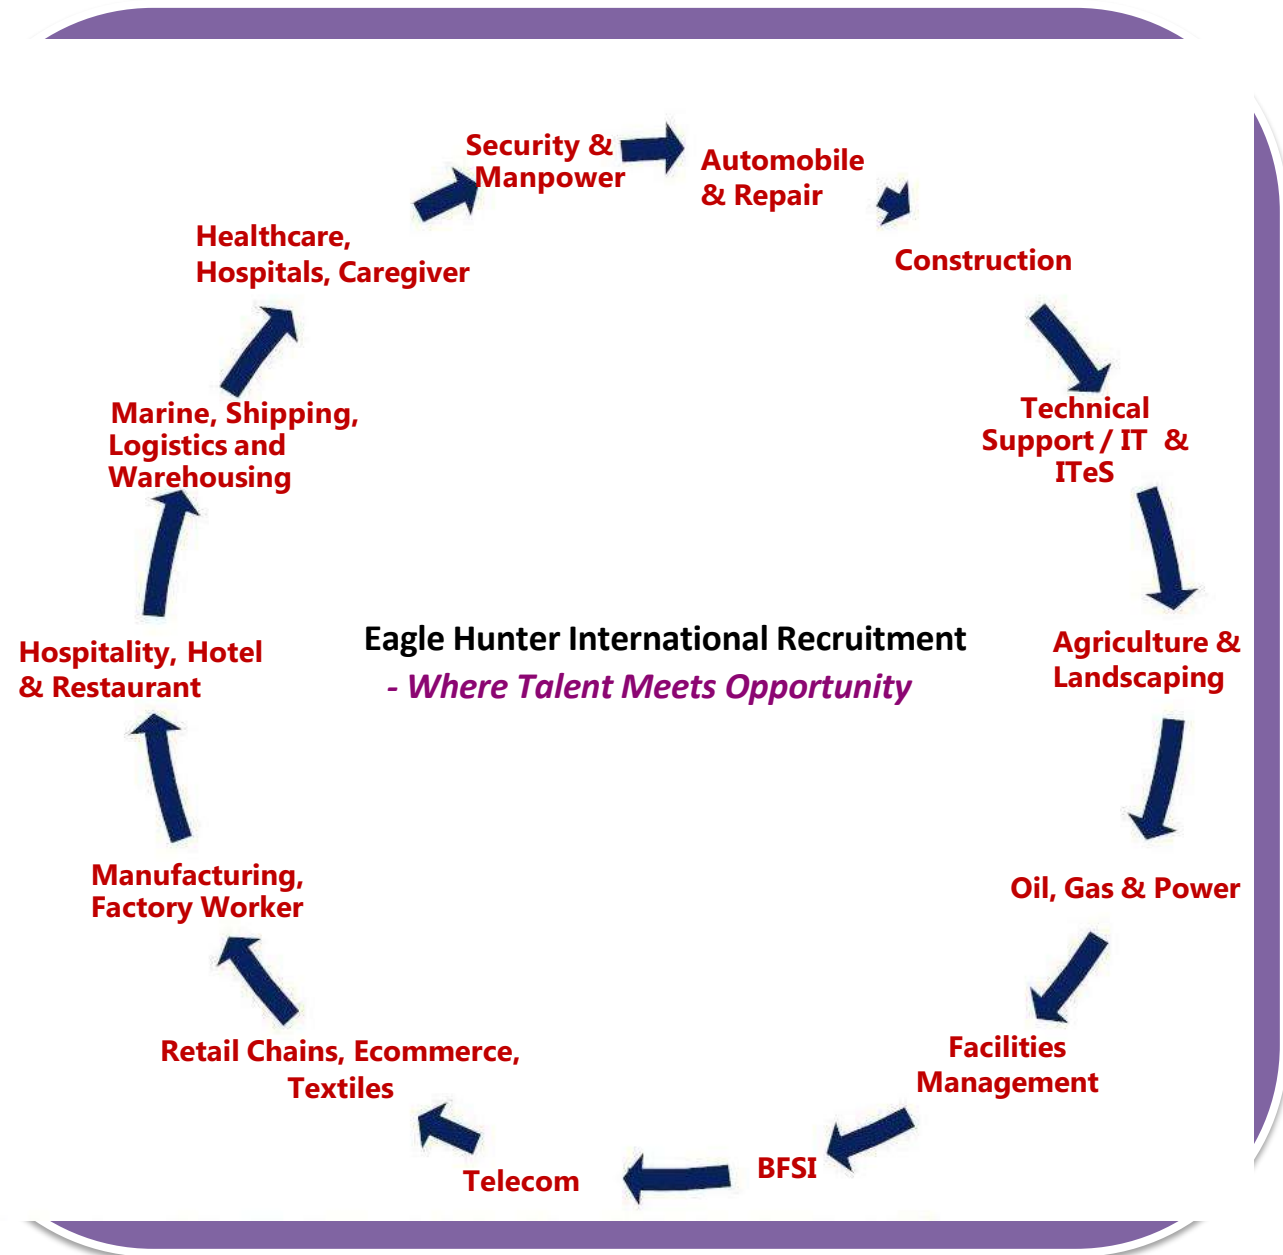 Security &
Manpower
Automobile
& Repair
Construction
Technical
Support / IT &
ITeS
Agriculture &
Landscaping
Oil, Gas & Power
Facilities
Management
BFSI
Telecom
Retail Chains, Ecommerce,
Textiles
Manufacturing,
Factory Worker
Hospitality, Hotel
& Restaurant
Marine, Shipping,
Logistics and
Warehousing
Healthcare,
Hospitals, Caregiver
Eagle Hunter International Recruitment
- Where Talent Meets Opportunity